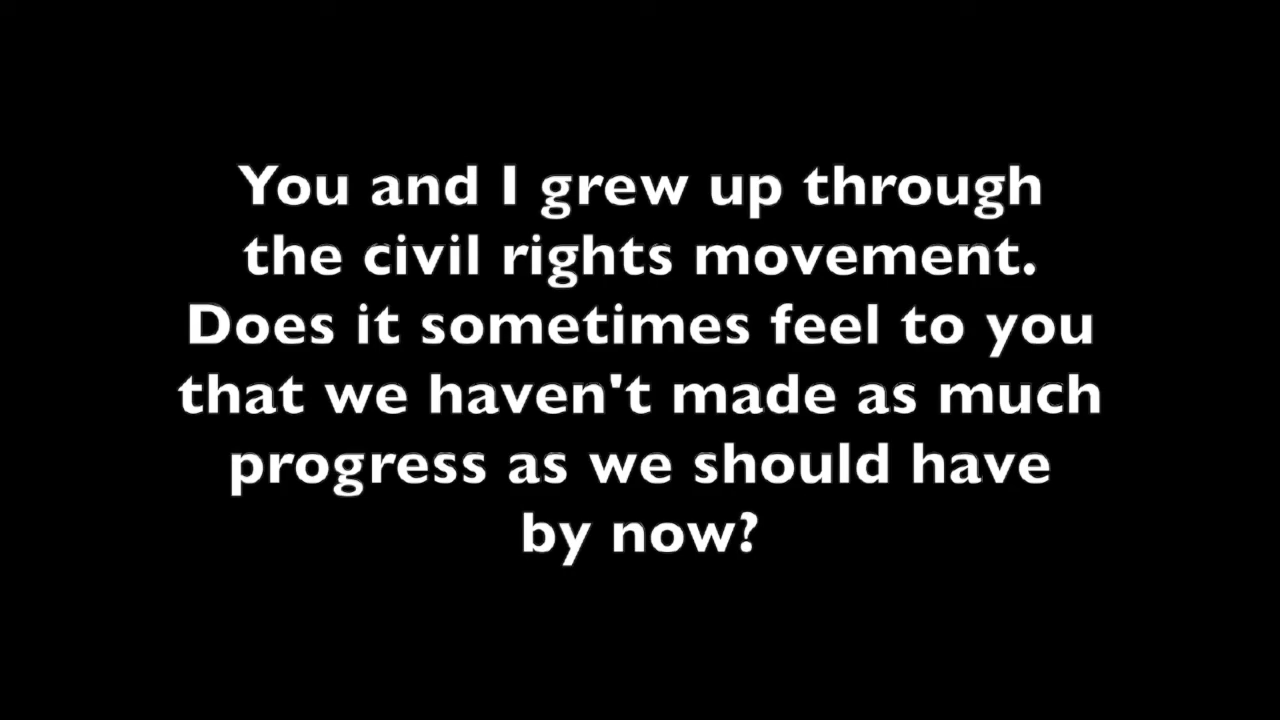 You and I grew up through
the civil rights movement.
Does it sometimes feel to you
that we haven't made as much
progress as we should have
by now?